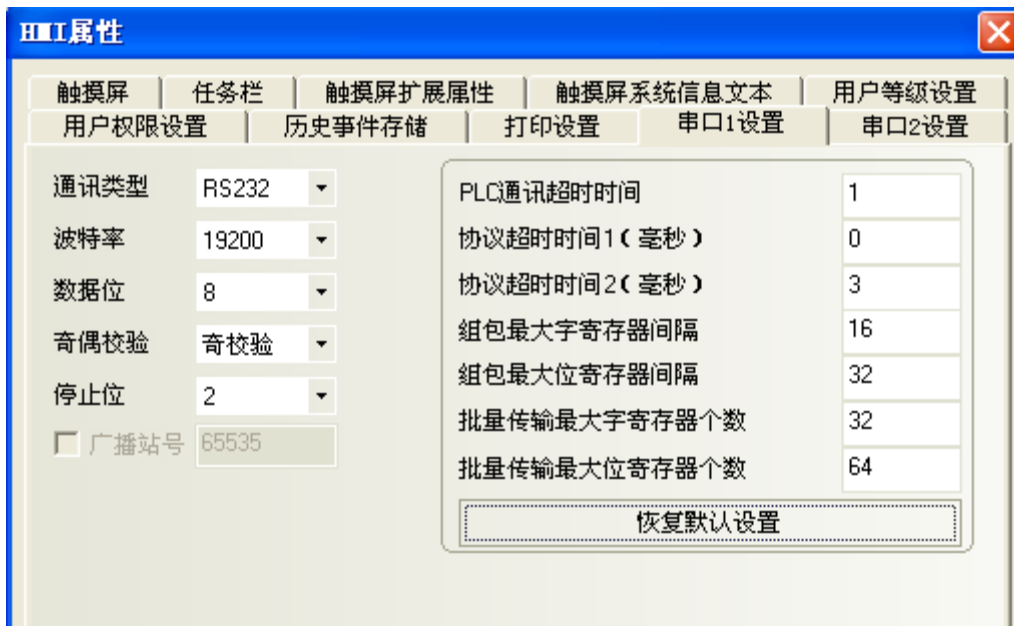 HMI属性
触摸屏 任务栏 触摸屏扩展属性 触摸屏系统信息文本 用户等级设置
用户权限设置 历史事件存储 打印设置 串口1设置 串口2设置
通讯类型 RS232
波特率 19200
数据位 8
奇偶校验 奇校验
停止位 2
广播站号 65535
PLC通讯超时时间 1
协议超时时间1(毫秒) 0
协议超时时间2(毫秒) 3
组包最大字寄存器间隔 16
组包最大位寄存器间隔 32
批量传输最大字寄存器个数 32
批量传输最大位寄存器个数 64
恢复默认设置